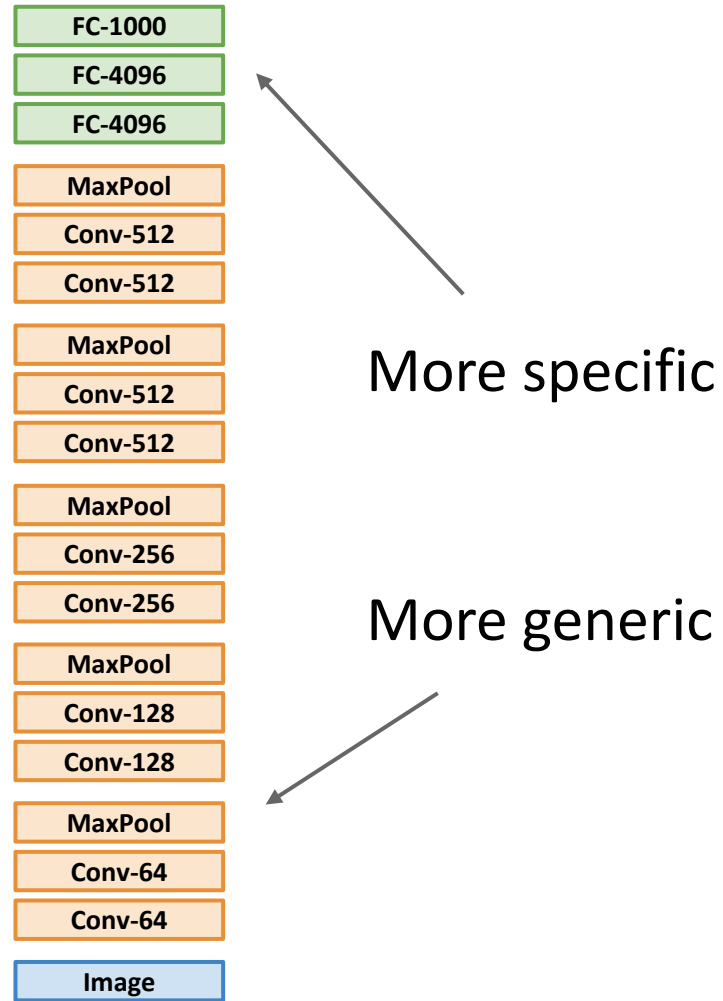 FC-1000
FC-4096
FC-4096
MaxPool
Conv-512
Conv-512
MaxPool
Conv-512
Conv-512
MaxPool
Conv-256
Conv-256
MaxPool
Conv-128
Conv-128
MaxPool
Conv-64
Conv-64
Image
More specific
More generic